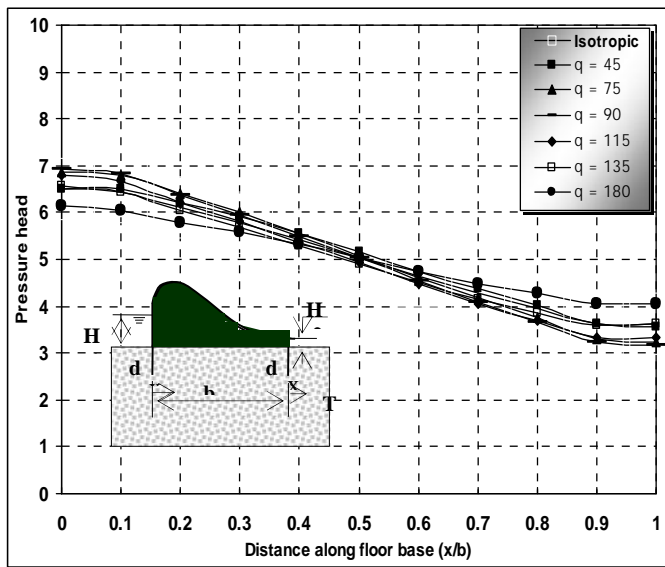 10
9
8
7
6
5
4
3
2
1
0
Pressure head
Isotropic
q = 45
q = 75
q = 90
q = 115
q = 135
q = 180
H
H
d
d
b
x
T
0 0.1 0.2 0.3 0.4 0.5 0.6 0.7 0.8 0.9 1
Distance along floor base (x/b)